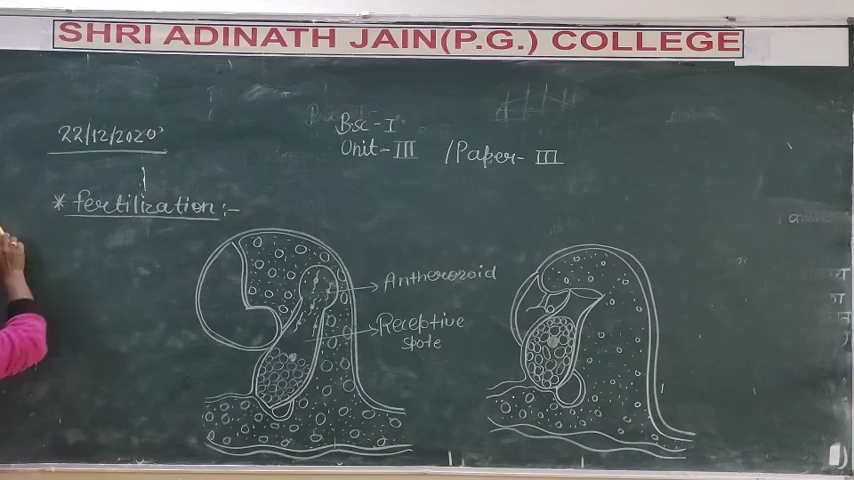 SHRI ADINATH JAIN(P.G.) COLLEGE
22/12/2020
Bsc-I
Unit-III /Paper-III
* fertilization:-
Antherozoid
Receptive
spote